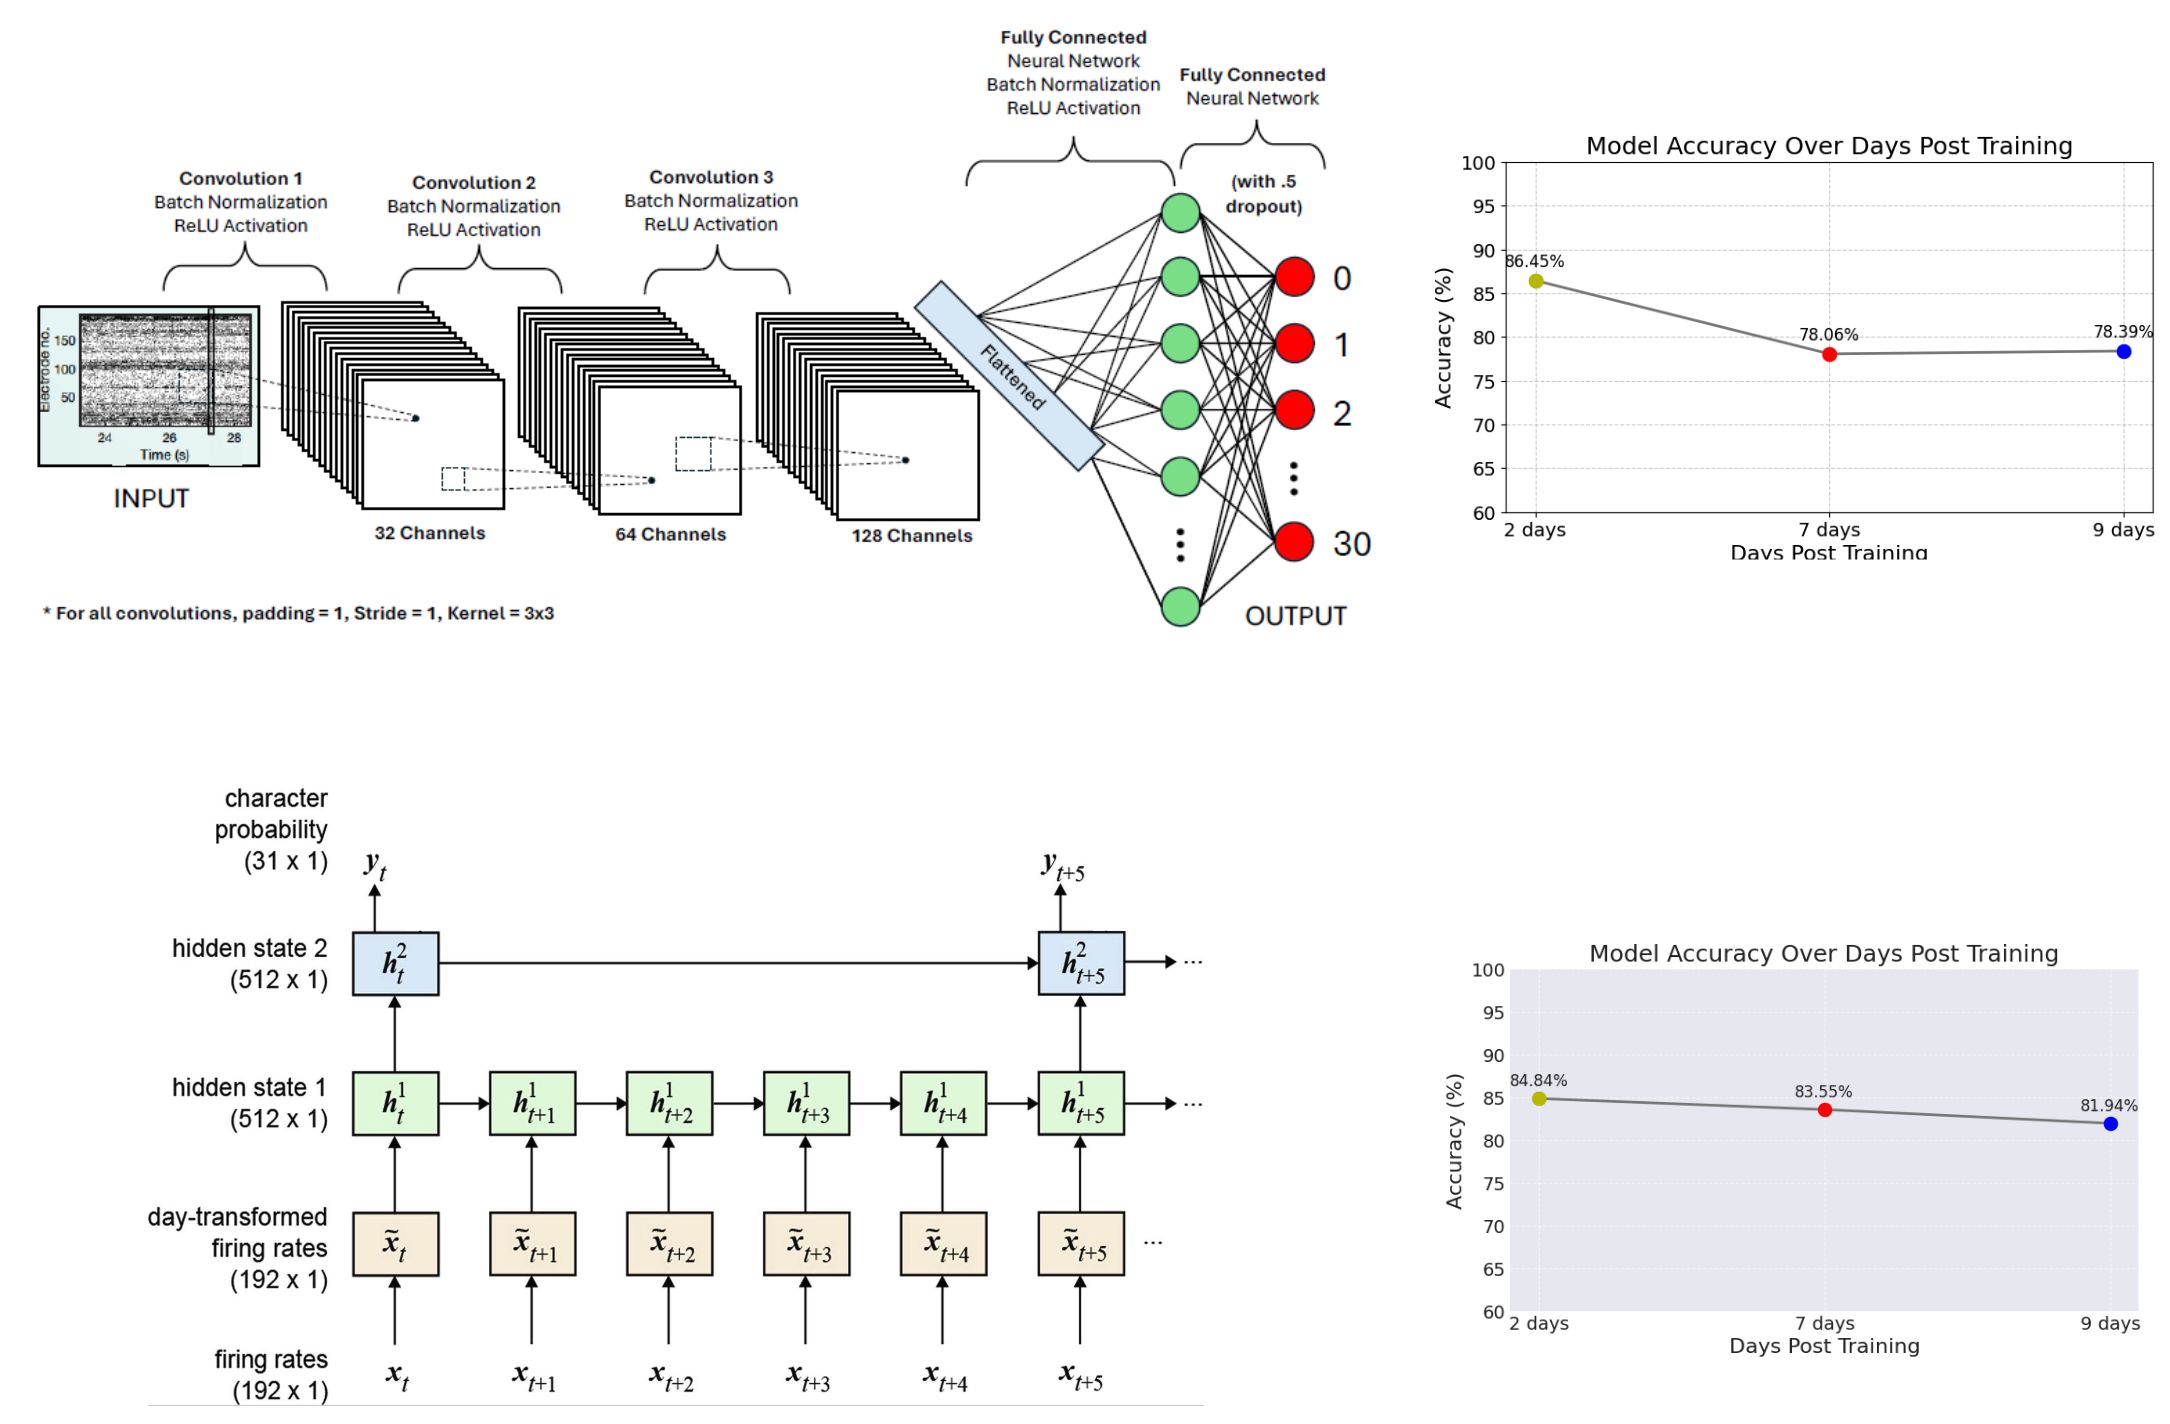 Fully Connected
Neural Network
Batch Normalization
ReLU Activation
Fully Connected
Neural Network
(with .5
dropout)
Convolution 1
Batch Normalization
ReLU Activation
Convolution 2
Batch Normalization
ReLU Activation
Convolution 3
Batch Normalization
ReLU Activation
Electrode no.
150
100
50
24 26 28
Time (s)
INPUT
32 Channels
64 Channels
128 Channels
Flattened
0
1
2
30
OUTPUT
* For all convolutions, padding = 1, Stride = 1, Kernel = 3x3
Model Accuracy Over Days Post Training
Accuracy (%)
100
95
90
85
80
75
70
65
60
86.45%
78.06%
78.39%
2 days 7 days 9 days
Days Post Training
character
probability
(31 x 1)
y_t y_{t+5}
hidden state 2
(512 x 1)
h_t^2 h_{t+5}^2 ...
hidden state 1
(512 x 1)
h_t^1 h_{t+1}^1 h_{t+2}^1 h_{t+3}^1 h_{t+4}^1 h_{t+5}^1 ...
day-transformed
firing rates
(192 x 1)
x̃_t x̃_{t+1} x̃_{t+2} x̃_{t+3} x̃_{t+4} x̃_{t+5} ...
firing rates
(192 x 1)
x_t x_{t+1} x_{t+2} x_{t+3} x_{t+4} x_{t+5}
Model Accuracy Over Days Post Training
Accuracy (%)
100
95
90
85
80
75
70
65
60
84.84%
83.55%
81.94%
2 days 7 days 9 days
Days Post Training